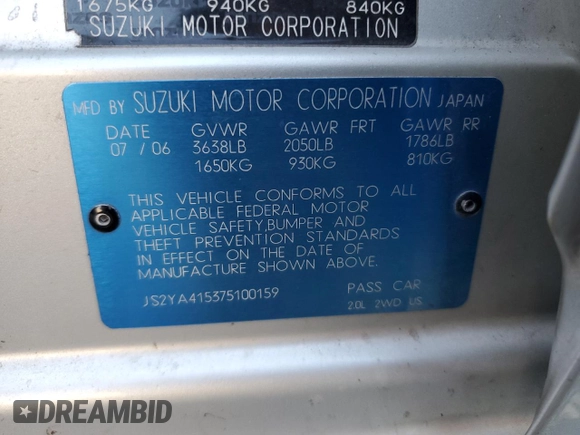 1675KG 940KG 840KG
SUZUKI MOTOR CORPORATION
MFD BY SUZUKI MOTOR CORPORATION JAPAN
DATE GVWR GAWR FRT GAWR RR
07 / 06 3638LB 2050LB 1786LB
1650KG 930KG 810KG
THIS VEHICLE CONFORMS TO ALL
APPLICABLE FEDERAL MOTOR
VEHICLE SAFETY,BUMPER AND
THEFT PREVENTION STANDARDS
IN EFFECT ON THE DATE OF
MANUFACTURE SHOWN ABOVE.
JS2YA415375100159 PASS CAR
2.0L 2WD US
DREAMBID